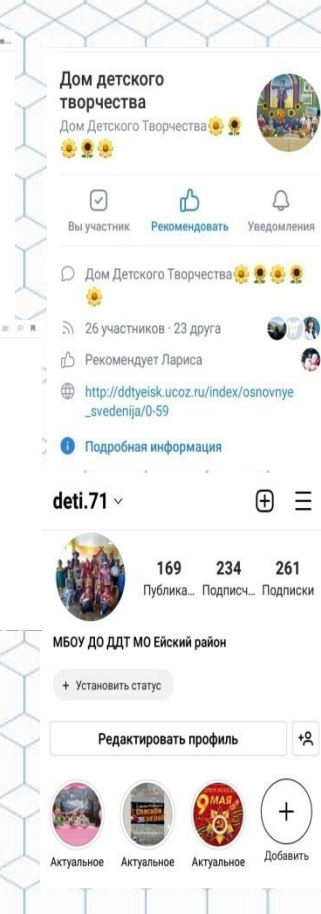 в...
Дом детского
творчества
Дом Детского Творчества🌼🌻
🌼🌻🌼
Вы участник Рекомендовать Уведомления
Дом Детского Творчества🌼🌻🌼🌻
🌼
26 участников · 23 друга
Рекомендует Лариса
http://ddtyeisk.ucoz.ru/index/osnovnye
_svedenija/0-59
Подробная информация
deti.71
169 234 261
Публика... Подписч... Подписки
МБОУ ДО ДДТ МО Ейский район
+ Установить статус
Редактировать профиль
9 МАЯ
Актуальное Актуальное Актуальное Добавить